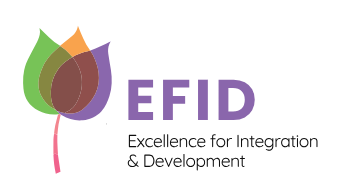 EFID
Excellence for Integration
& Development